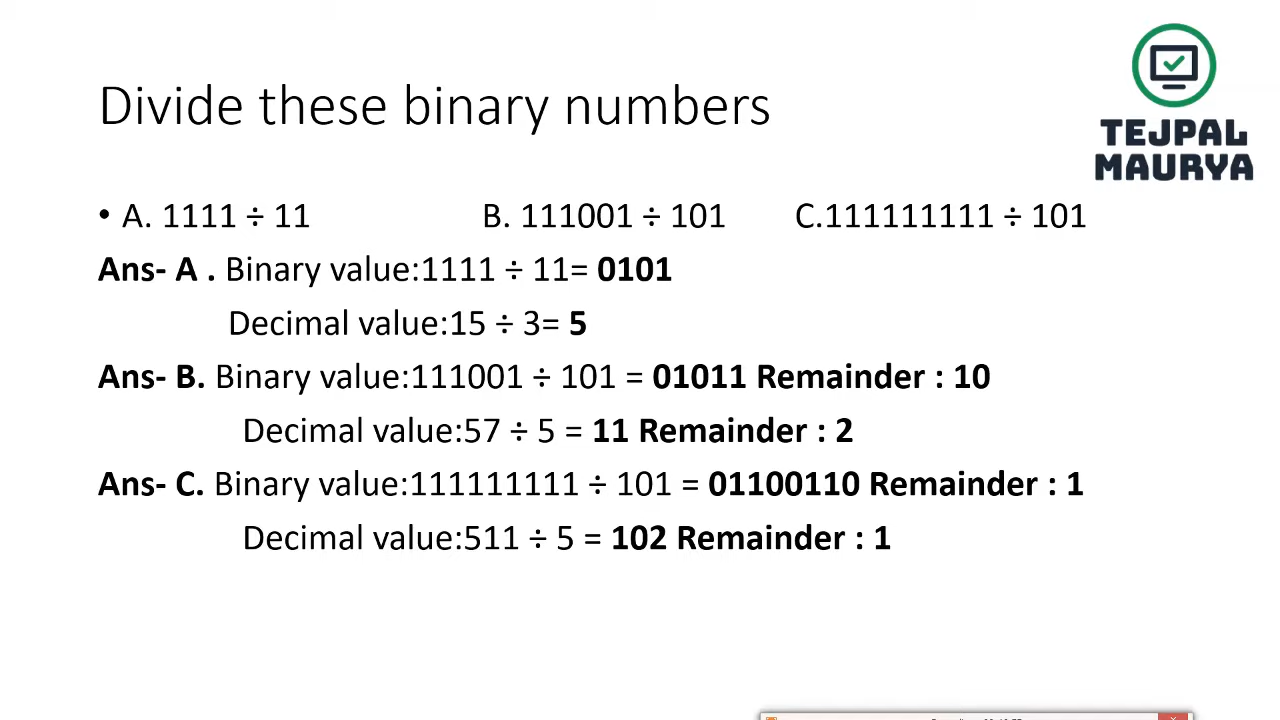 TEJPAL
MAURYA
Divide these binary numbers
• A. 1111 ÷ 11 B. 111001 ÷ 101 C.111111111 ÷ 101
Ans- A . Binary value:1111 ÷ 11= 0101
Decimal value:15 ÷ 3= 5
Ans- B. Binary value:111001 ÷ 101 = 01011 Remainder : 10
Decimal value:57 ÷ 5 = 11 Remainder : 2
Ans- C. Binary value:111111111 ÷ 101 = 01100110 Remainder : 1
Decimal value:511 ÷ 5 = 102 Remainder : 1